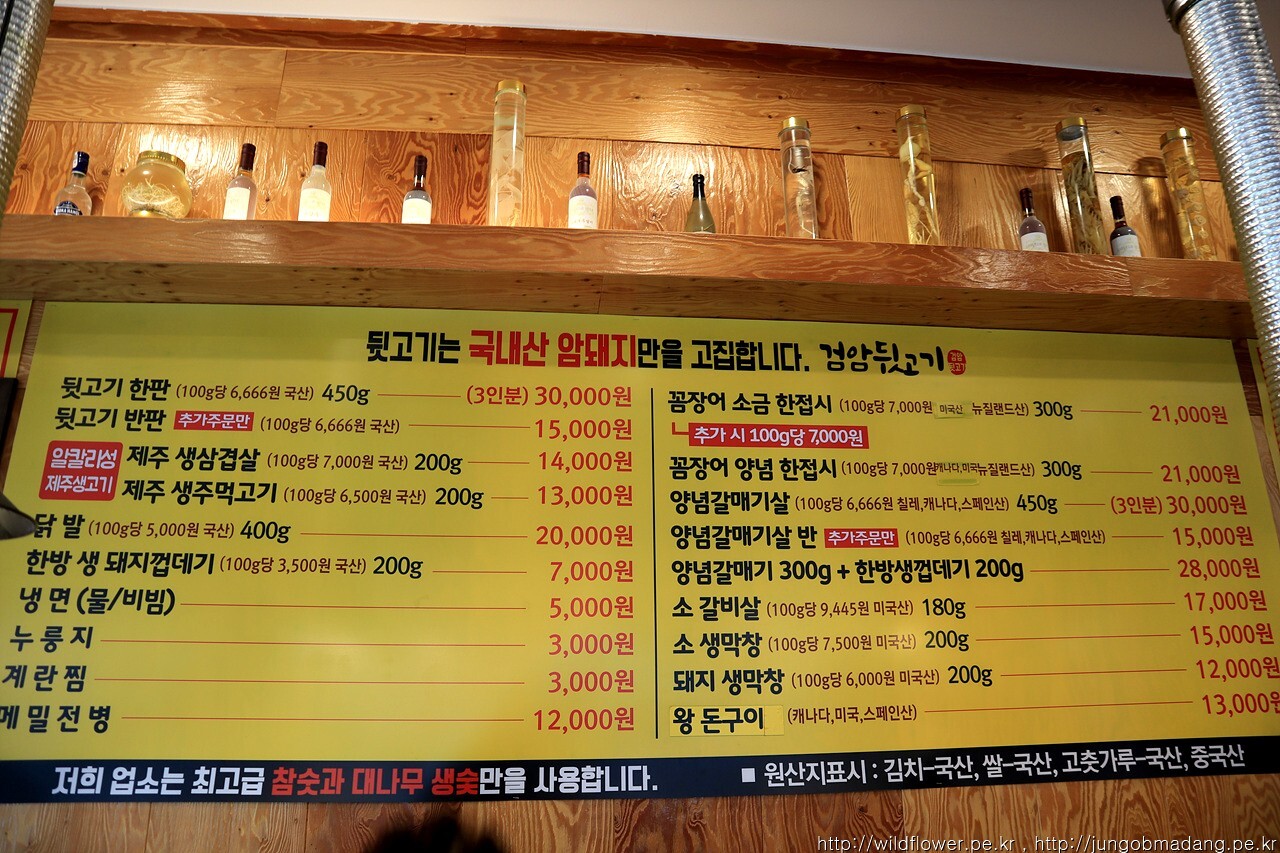 뒷고기는 국내산 암돼지만을 고집합니다. 검암뒷고기 검암뒷고기
뒷고기 한판 (100g당 6,666원 국산) 450g (3인분) 30,000원
뒷고기 반판 추가주문만 (100g당 6,666원 국산) 15,000원
알칼리성 제주생고기
제주 생삼겹살 (100g당 7,000원 국산) 200g 14,000원
제주 생주먹고기 (100g당 6,500원 국산) 200g 13,000원
닭 발 (100g당 5,000원 국산) 400g 20,000원
한방 생 돼지껍데기 (100g당 3,500원 국산) 200g 7,000원
냉 면 (물/비빔) 5,000원
누 룽 지 3,000원
계 란 찜 3,000원
메 밀 전 병 12,000원
꼼장어 소금 한접시 (100g당 7,000원 미국산 뉴질랜드산) 300g 21,000원
추가 시 100g당 7,000원
꼼장어 양념 한접시 (100g당 7,000원 캐나다,미국 뉴질랜드산) 300g 21,000원
양념갈매기살 (100g당 6,666원 칠레,캐나다,스페인산) 450g (3인분) 30,000원
양념갈매기살 반 추가주문만 (100g당 6,666원 칠레,캐나다,스페인산) 15,000원
양념갈매기 300g + 한방생껍데기 200g 28,000원
소 갈비살 (100g당 9,445원 미국산) 180g 17,000원
소 생막창 (100g당 7,500원 미국산) 200g 15,000원
돼지 생막창 (100g당 6,000원 미국산) 200g 12,000원
왕 돈구이 (캐나다,미국,스페인산) 13,000원
저희 업소는 최고급 참숯과 대나무 생숯만을 사용합니다.
■ 원산지표시 : 김치-국산, 쌀-국산, 고춧가루-국산, 중국산
http://wildflower.pe.kr , http://jungobmadang.pe.kr